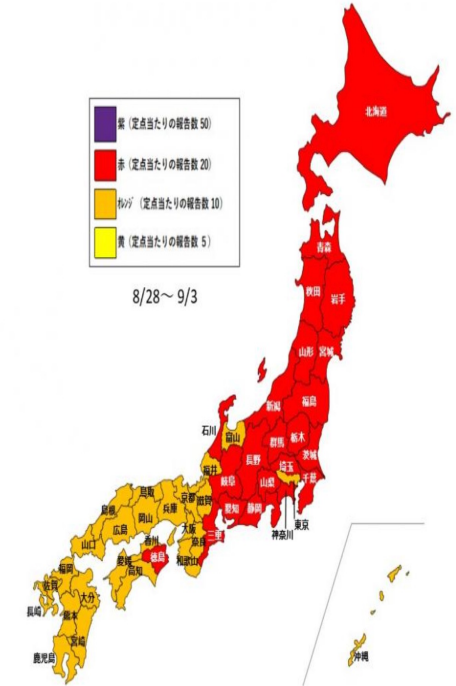 紫（定点当たりの報告数 50）
赤（定点当たりの報告数 20）
オレンジ（定点当たりの報告数 10）
黄（定点当たりの報告数 5）
8/28～ 9/3
北海道
青森
秋田
岩手
山形
宮城
新潟
福島
石川
富山
群馬
栃木
茨城
福井
長野
埼玉
岐阜
山梨
千葉
愛知
静岡
東京
神奈川
三重
鳥取
京都
滋賀
島根
岡山
兵庫
広島
大阪
奈良
山口
香川
徳島
和歌山
愛媛
高知
福岡
佐賀
大分
長崎
熊本
宮崎
鹿児島
沖縄